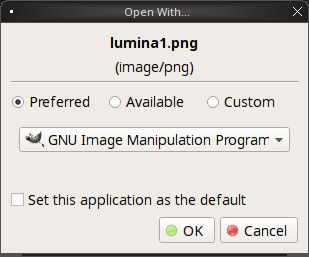 Open With...
lumina1.png
(image/png)
Preferred Available Custom
GNU Image Manipulation Program
Set this application as the default
OK Cancel